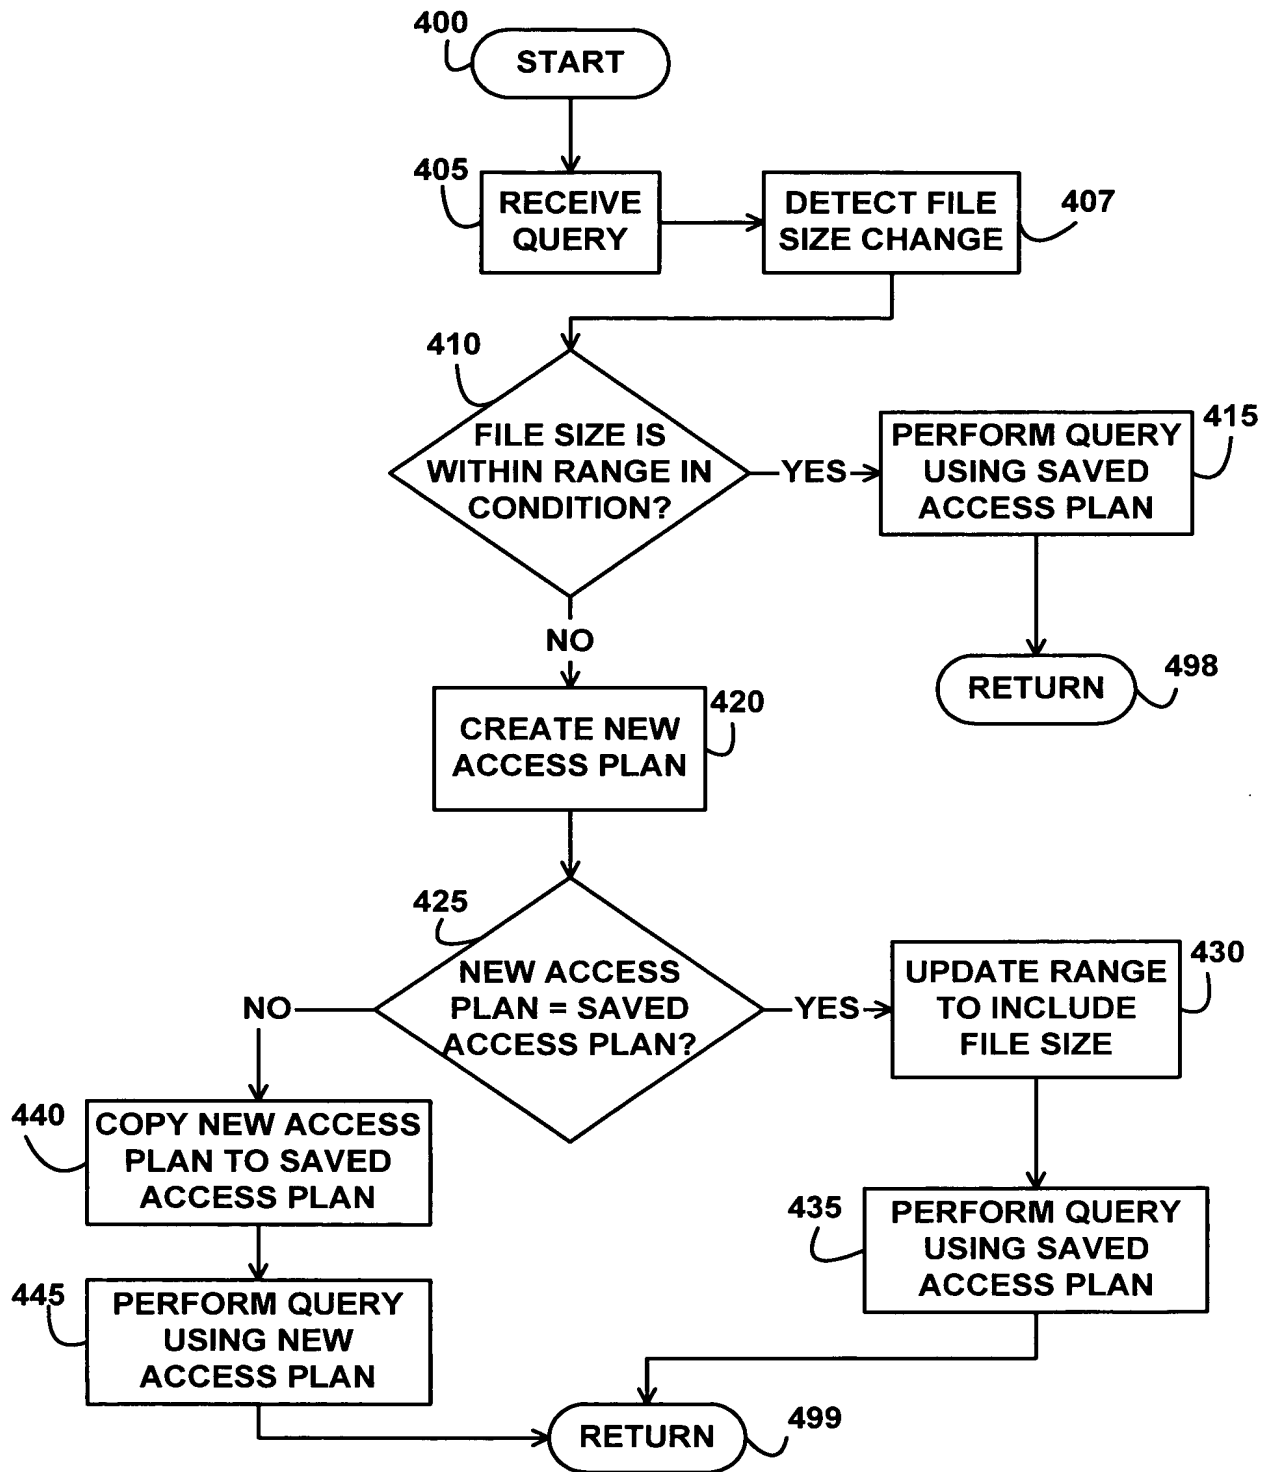 400
START
405
RECEIVE
QUERY
DETECT FILE
SIZE CHANGE
407
410
FILE SIZE IS
WITHIN RANGE IN
CONDITION?
YES
PERFORM QUERY
USING SAVED
ACCESS PLAN
415
NO
RETURN
498
CREATE NEW
ACCESS PLAN
420
425
NEW ACCESS
PLAN = SAVED
ACCESS PLAN?
NO
YES
UPDATE RANGE
TO INCLUDE
FILE SIZE
430
440
COPY NEW ACCESS
PLAN TO SAVED
ACCESS PLAN
435
PERFORM QUERY
USING SAVED
ACCESS PLAN
445
PERFORM QUERY
USING NEW
ACCESS PLAN
RETURN
499